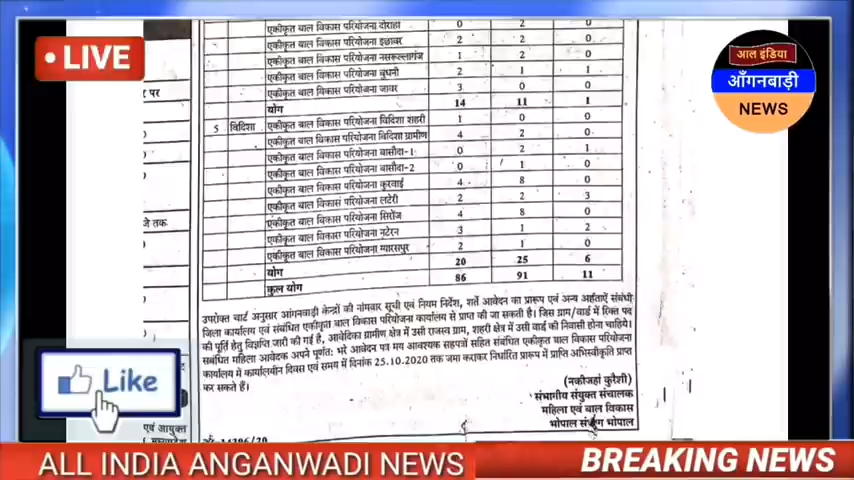 LIVE
आल इंडिया
आँगनबाड़ी
NEWS
एकीकृत बाल विकास परियोजना दोराहा 0 2 0
एकीकृत बाल विकास परियोजना इछावर 2 2 0
एकीकृत बाल विकास परियोजना नसरूल्लागंज 1 2 0
एकीकृत बाल विकास परियोजना बुधनी 2 1 1
एकीकृत बाल विकास परियोजना जावर 3 0 0
योग 14 11 1
5 विदिशा एकीकृत बाल विकास परियोजना विदिशा शहरी 1 0 0
एकीकृत बाल विकास परियोजना विदिशा ग्रामीण 4 2 0
एकीकृत बाल विकास परियोजना बासौदा-1 0 2 1
एकीकृत बाल विकास परियोजना बासौदा-2 0 1 0
एकीकृत बाल विकास परियोजना कुरवाई 4 8 0
एकीकृत बाल विकास परियोजना लटेरी 2 2 3
एकीकृत बाल विकास परियोजना सिरोंज 4 8 0
एकीकृत बाल विकास परियोजना नटेरन 3 1 2
एकीकृत बाल विकास परियोजना ग्यारसपुर 2 1 0
योग 20 25 6
कुल योग 86 91 11
उपरोक्त चार्ट अनुसार आंगनवाड़ी केन्द्रों की नांमवार सूची एवं नियम निर्देश, शर्ते आवेदन का प्रारूप एवं अन्य अर्हताऐं संबंधी
जिला कार्यालय एवं संबंधित एकीकृत बाल विकास परियोजना कार्यालय से प्राप्त की जा सकती है। जिस ग्राम/वार्ड में रिक्त पद
की पूर्ति हेतु विज्ञप्ति जारी की गई है, आवेदिका ग्रामीण क्षेत्र में उसी राजस्व ग्राम, शहरी क्षेत्र में उसी वार्ड की निवासी होना चाहिये।
संबंधित महिला आवेदक अपने पूर्णतः भरे आवेदन पत्र मय आवश्यक सहपत्रों सहित संबंधित एकीकृत बाल विकास परियोजना
कार्यालय में कार्यालयीन दिवस एवं समय में दिनांक 25.10.2020 तक जमा कराकर निर्धारित प्रारूप में प्राप्ति अभिस्वीकृति प्राप्त
कर सकते हैं।
(नकीजहां कुरैशी)
संभागीय संयुक्त संचालक
महिला एवं बाल विकास
भोपाल संभाग भोपाल
पर
जे तक
एवं आयुक्त
Like
ALL INDIA ANGANWADI NEWS
BREAKING NEWS